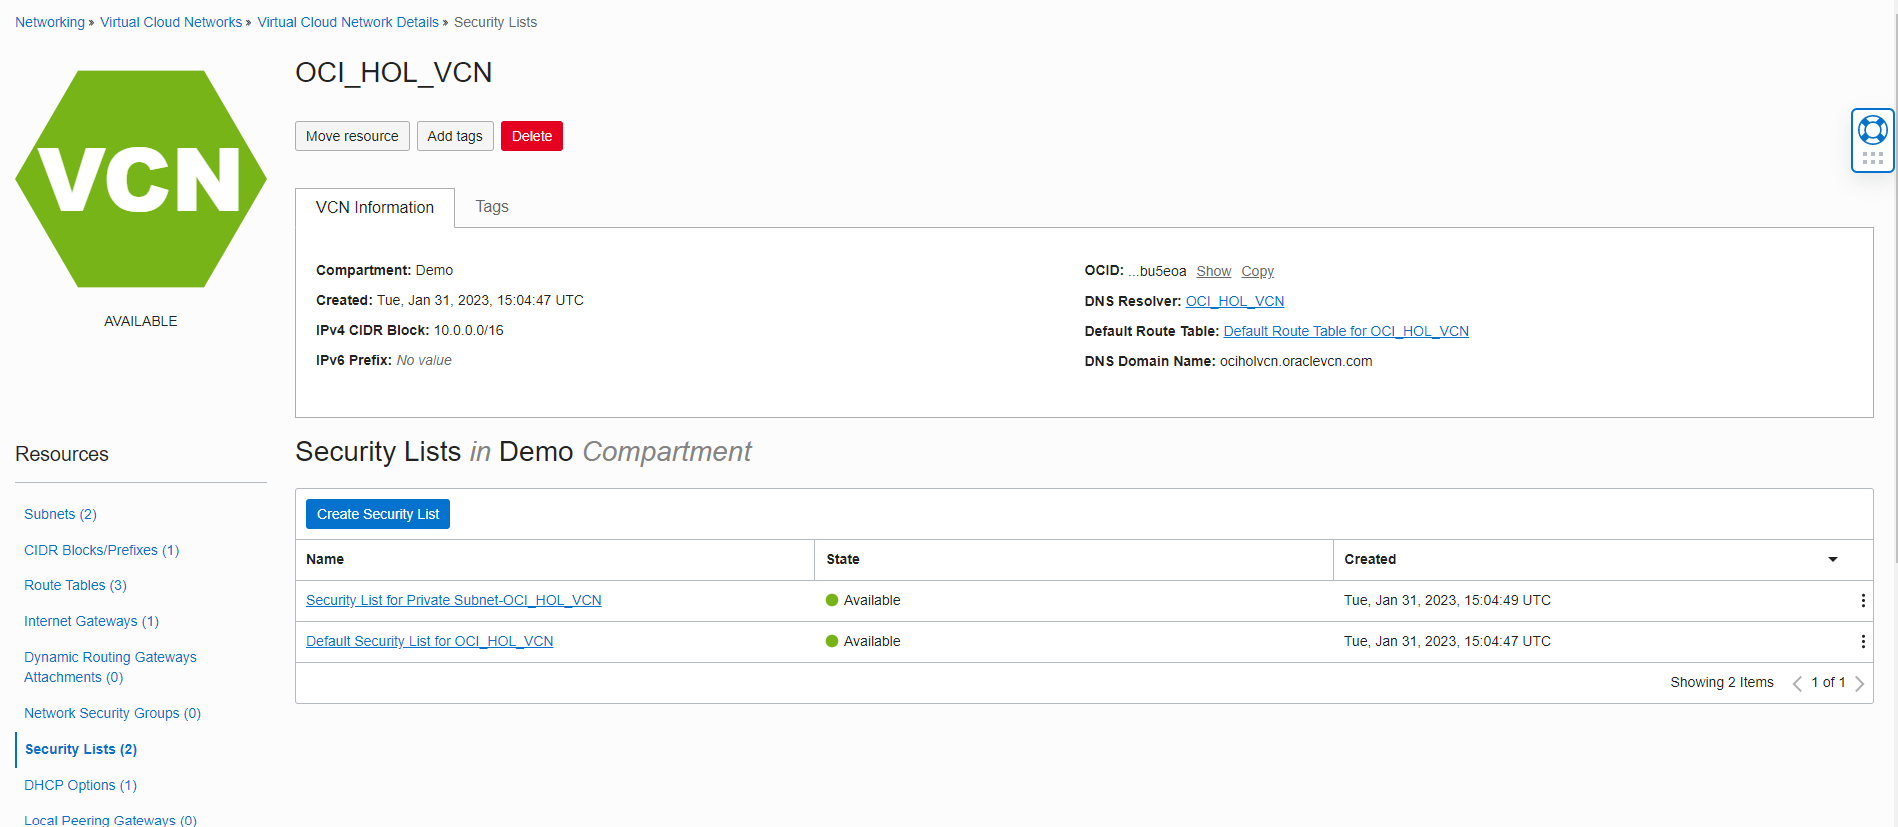 Networking » Virtual Cloud Networks » Virtual Cloud Network Details » Security Lists
VCN
AVAILABLE
OCI_HOL_VCN
Move resource Add tags Delete
VCN Information Tags
Compartment: Demo
Created: Tue, Jan 31, 2023, 15:04:47 UTC
IPv4 CIDR Block: 10.0.0.0/16
IPv6 Prefix: No value
OCID: ...bu5eoa Show Copy
DNS Resolver: OCI_HOL_VCN
Default Route Table: Default Route Table for OCI_HOL_VCN
DNS Domain Name: ociholvcn.oraclevcn.com
Resources
Subnets (2)
CIDR Blocks/Prefixes (1)
Route Tables (3)
Internet Gateways (1)
Dynamic Routing Gateways
Attachments (0)
Network Security Groups (0)
Security Lists (2)
DHCP Options (1)
Local Peering Gateways (0)
Security Lists in Demo Compartment
Create Security List
Name State Created
Security List for Private Subnet-OCI_HOL_VCN Available Tue, Jan 31, 2023, 15:04:49 UTC
Default Security List for OCI_HOL_VCN Available Tue, Jan 31, 2023, 15:04:47 UTC
Showing 2 Items 1 of 1